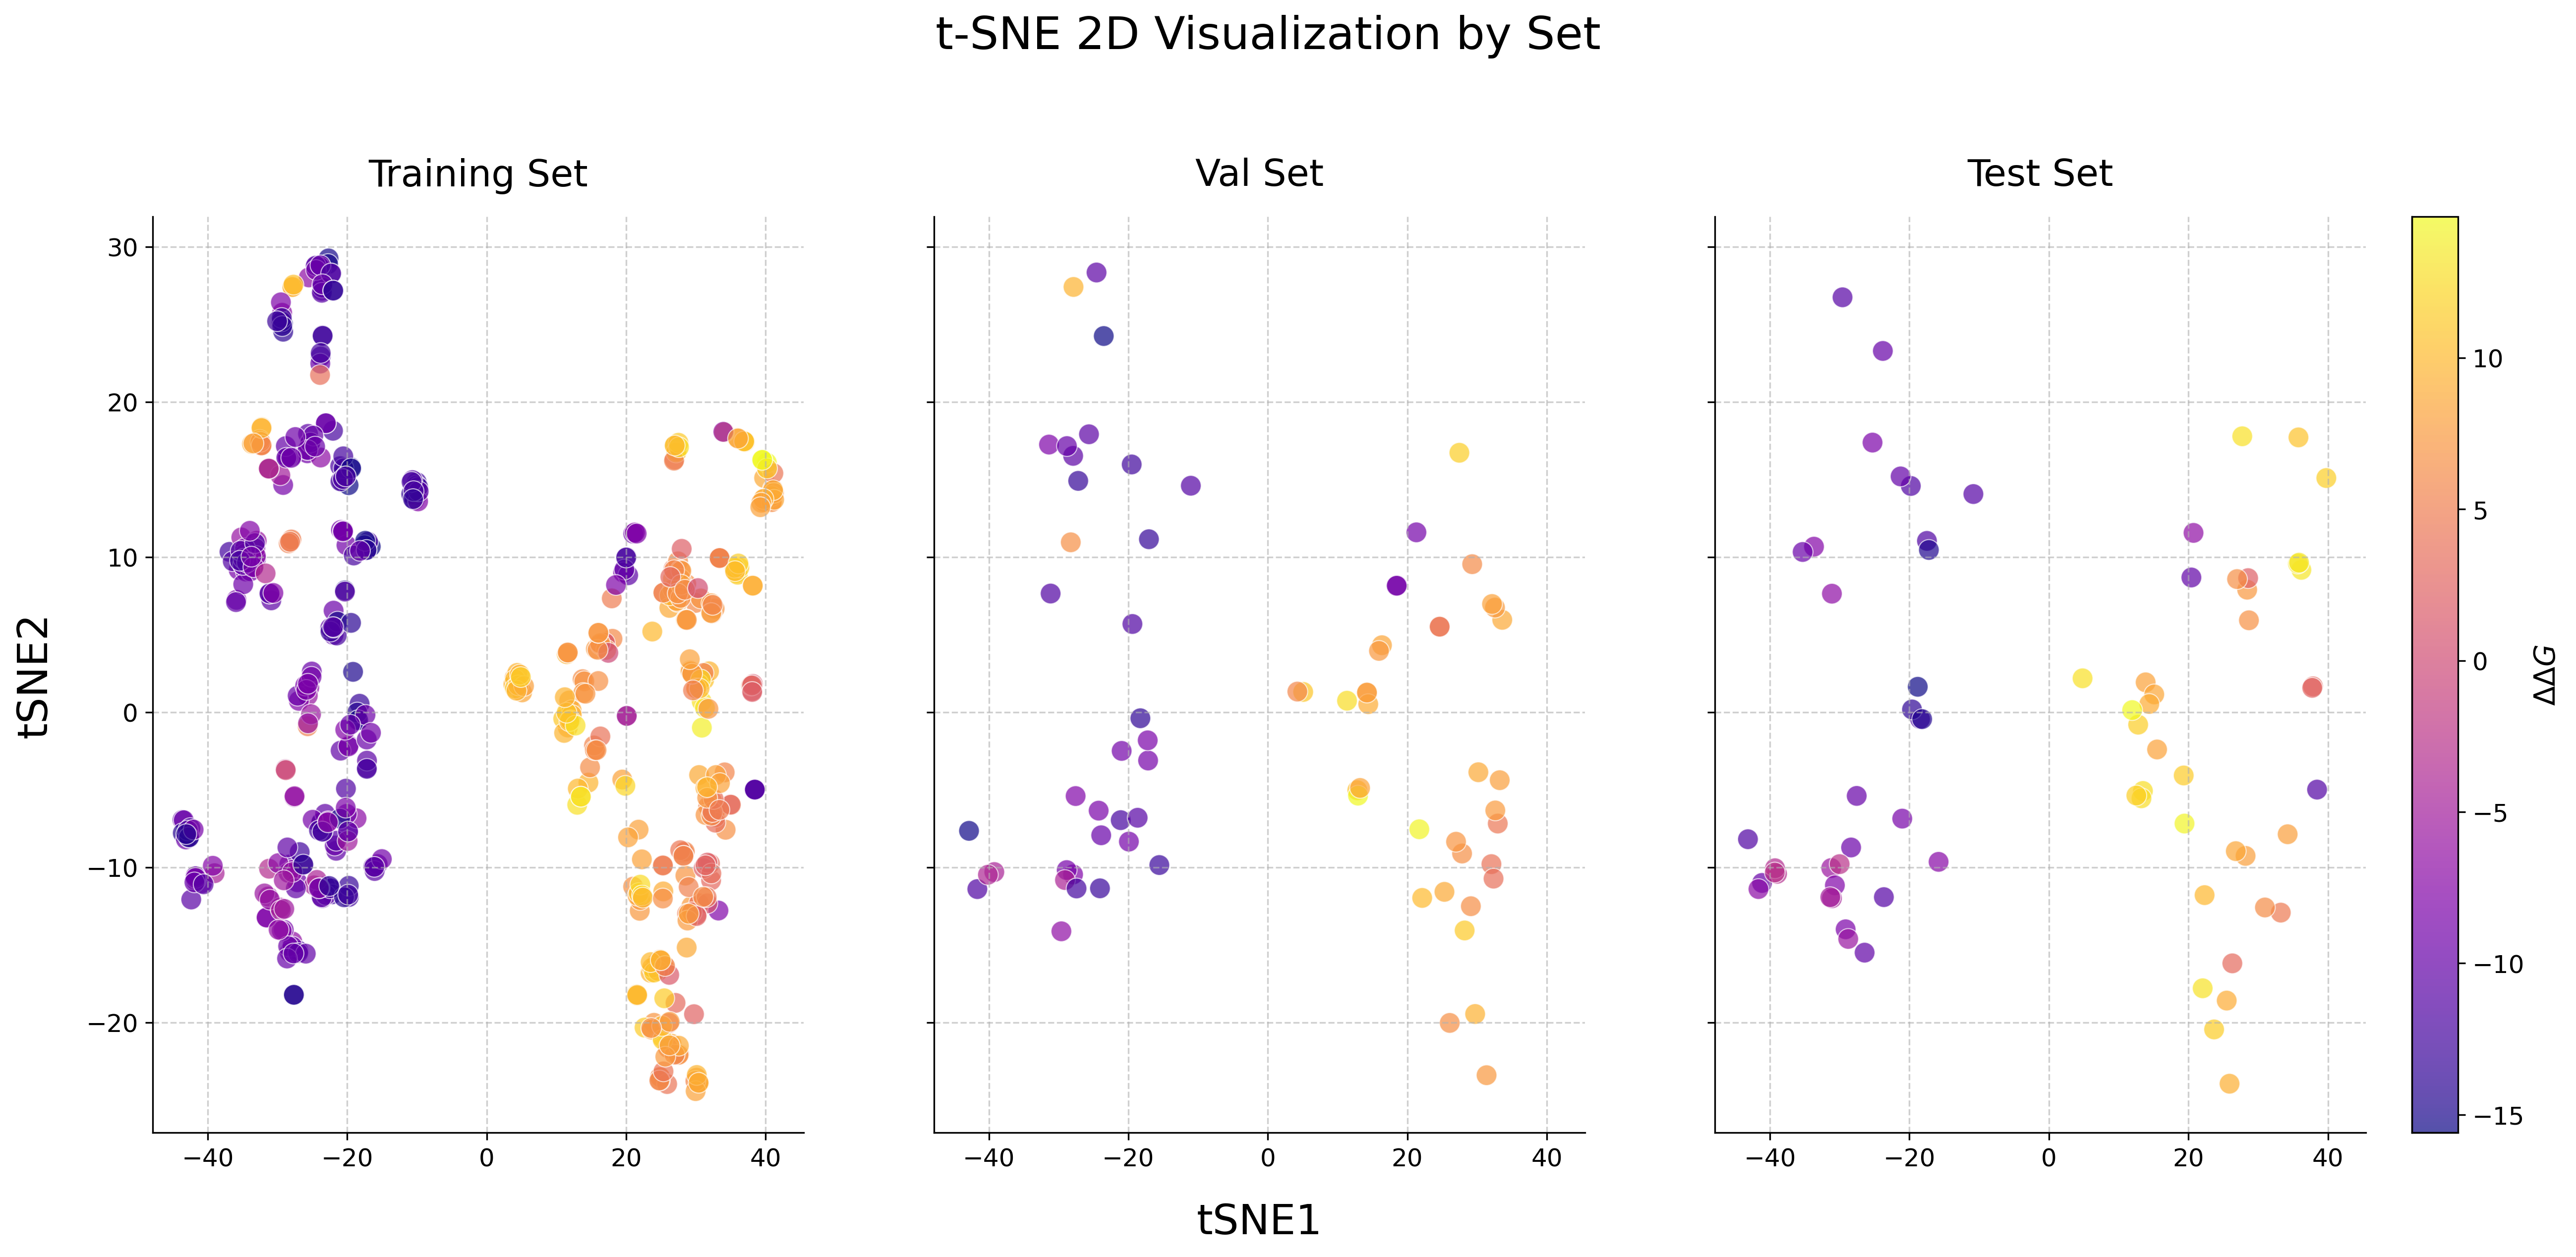 t-SNE 2D Visualization by Set
Training Set
Val Set
Test Set
30
20
10
0
−10
−20
tSNE2
−40 −20 0 20 40
−40 −20 0 20 40
−40 −20 0 20 40
tSNE1
10
5
0
−5
−10
−15
ΔΔG